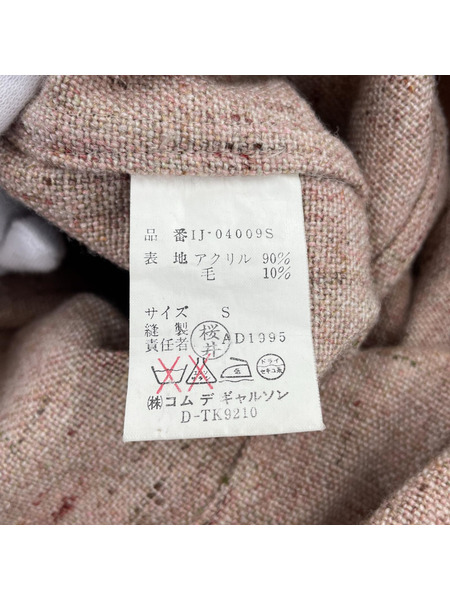 品 番 IJ-04009S
表 地 アクリル 90%
毛 10%
サイズ S
縫製
責任者 桜井 AD1995
ドライ
セキユ系
㈱コム デ ギャルソン
D-TK9210